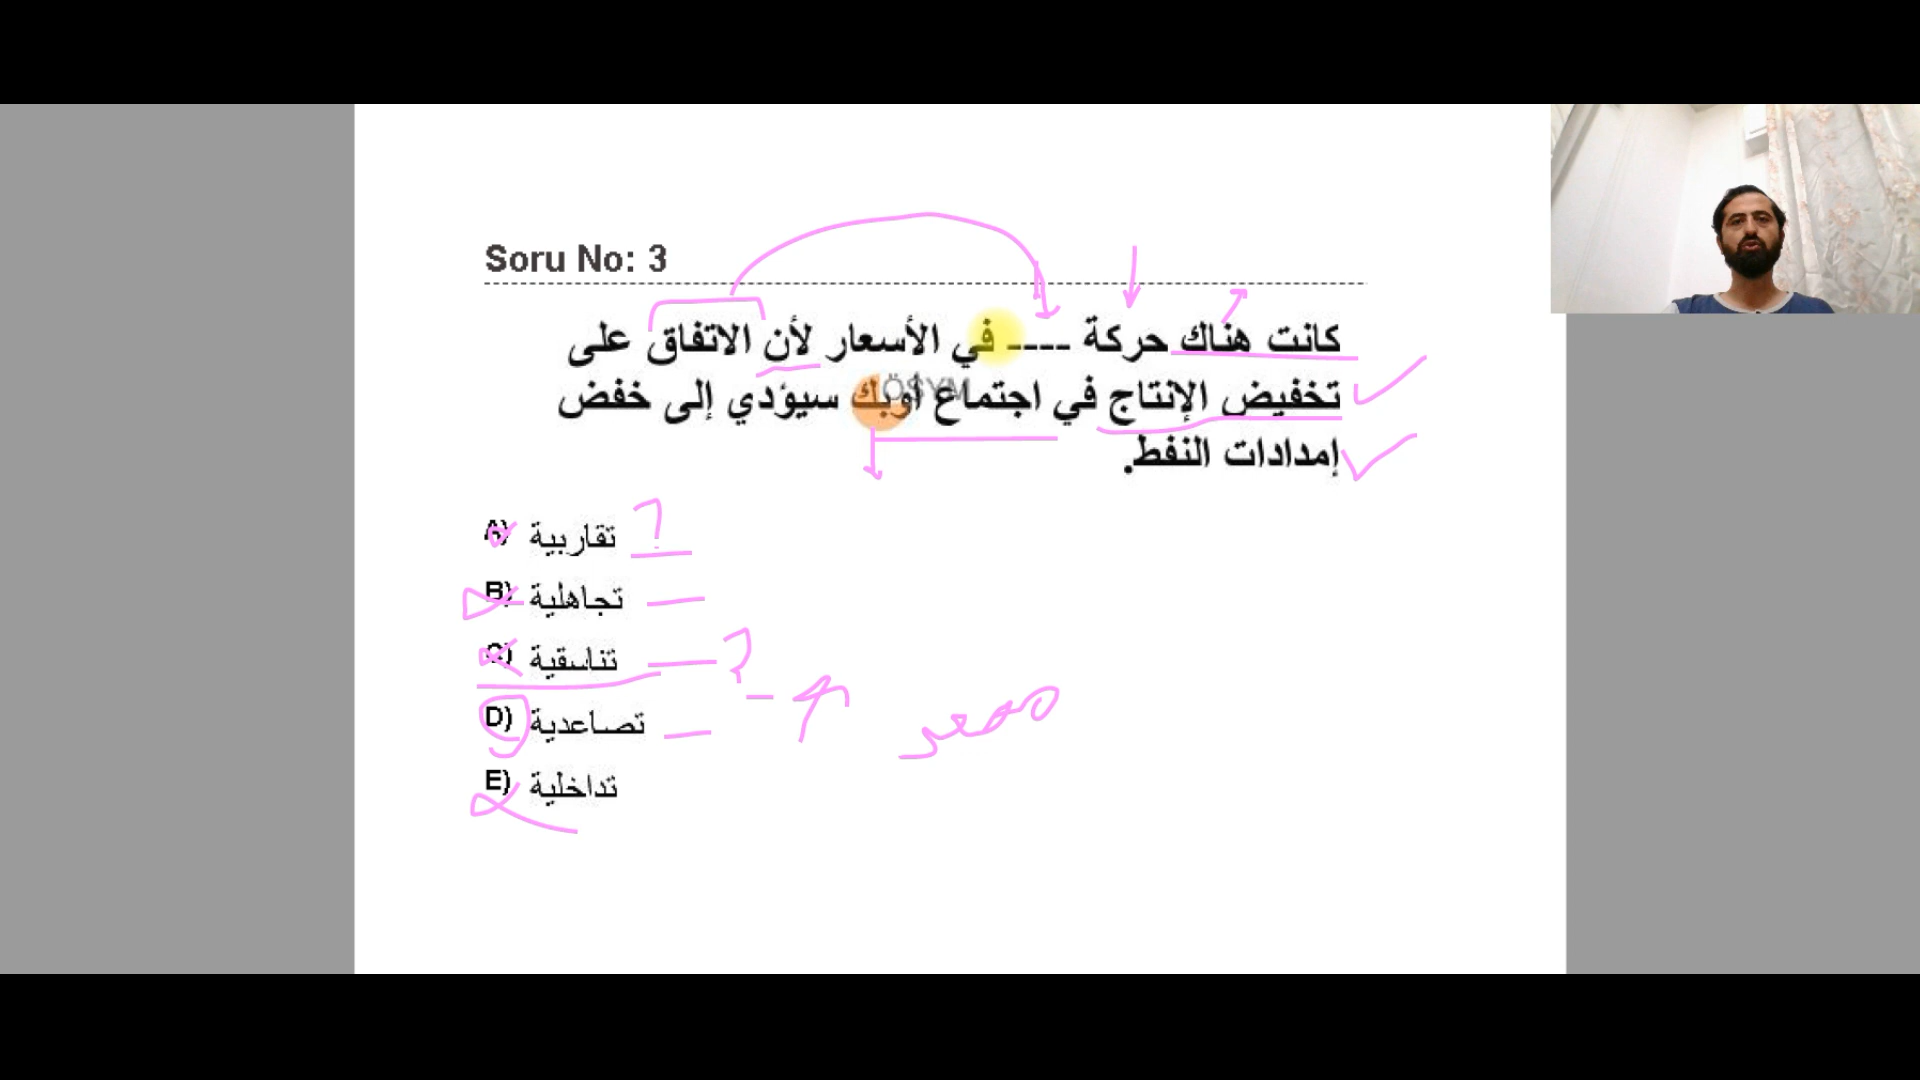 Soru No: 3
كانت هناك حركة ---- في الأسعار لأن الاتفاق على
تخفيض الإنتاج في اجتماع أوبك سيؤدي إلى خفض
إمدادات النفط.
ÖSYM
A) تقاربية ?
B) تجاهلية
C) تناسقية ?
D) تصاعدية
E) تداخلية